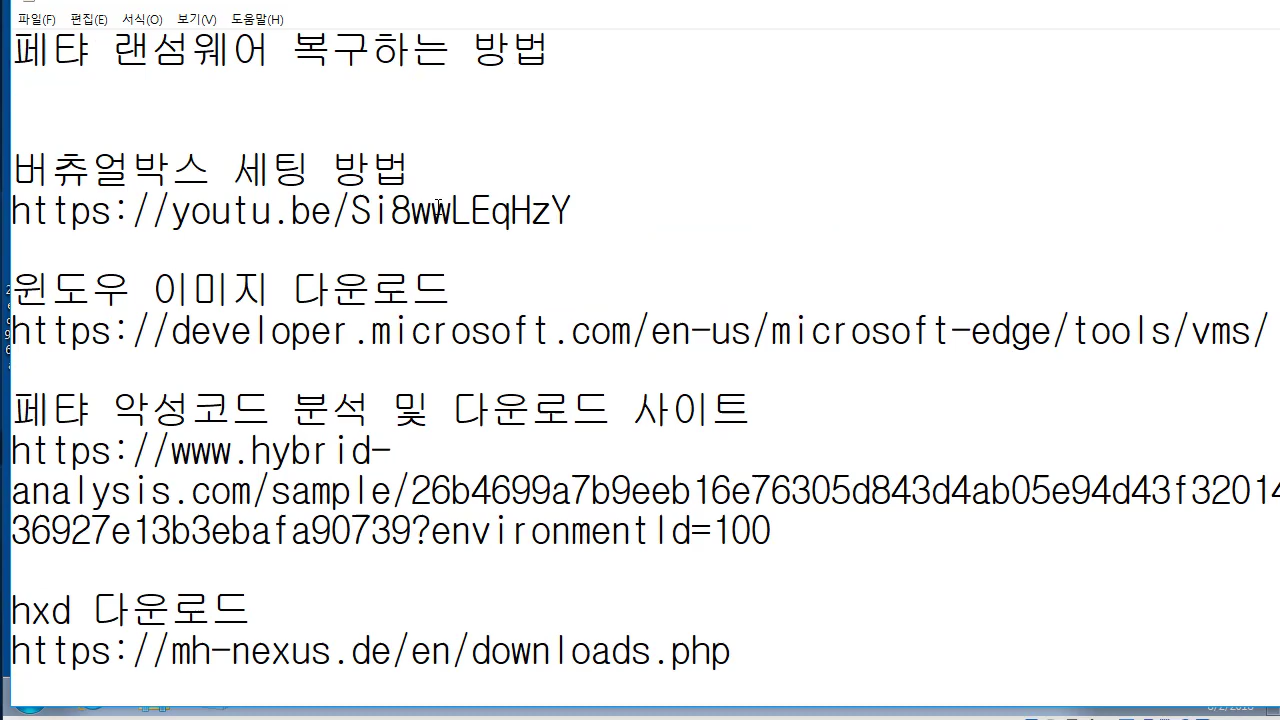 파일(F) 편집(E) 서식(O) 보기(V) 도움말(H)
페탸 랜섬웨어 복구하는 방법
버츄얼박스 세팅 방법
https://youtu.be/Si8wwLEqHzY
윈도우 이미지 다운로드
https://developer.microsoft.com/en-us/microsoft-edge/tools/vms/
페탸 악성코드 분석 및 다운로드 사이트
https://www.hybrid-
analysis.com/sample/26b4699a7b9eeb16e76305d843d4ab05e94d43f32014
36927e13b3ebafa90739?environmentId=100
hxd 다운로드
https://mh-nexus.de/en/downloads.php